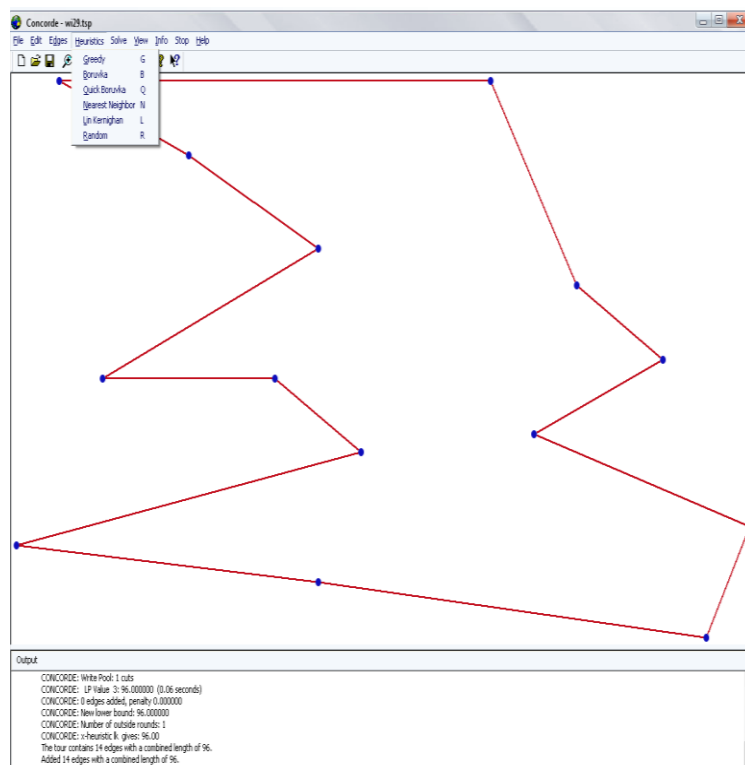 Concorde - wi29.tsp
File Edit Edges Heuristics Solve View Info Stop Help
Greedy G
Boruvka B
Quick Boruvka Q
Nearest Neighbor N
Lin Kernighan L
Random R
Output
CONCORDE: Write Pool: 1 cuts
CONCORDE: LP Value 3: 96.000000 (0.06 seconds)
CONCORDE: 0 edges added, penalty 0.000000
CONCORDE: New lower bound: 96.000000
CONCORDE: Number of outside rounds: 1
CONCORDE: x-heuristic lk gives: 96.00
The tour contains 14 edges with a combined length of 96.
Added 14 edges with a combined length of 96.